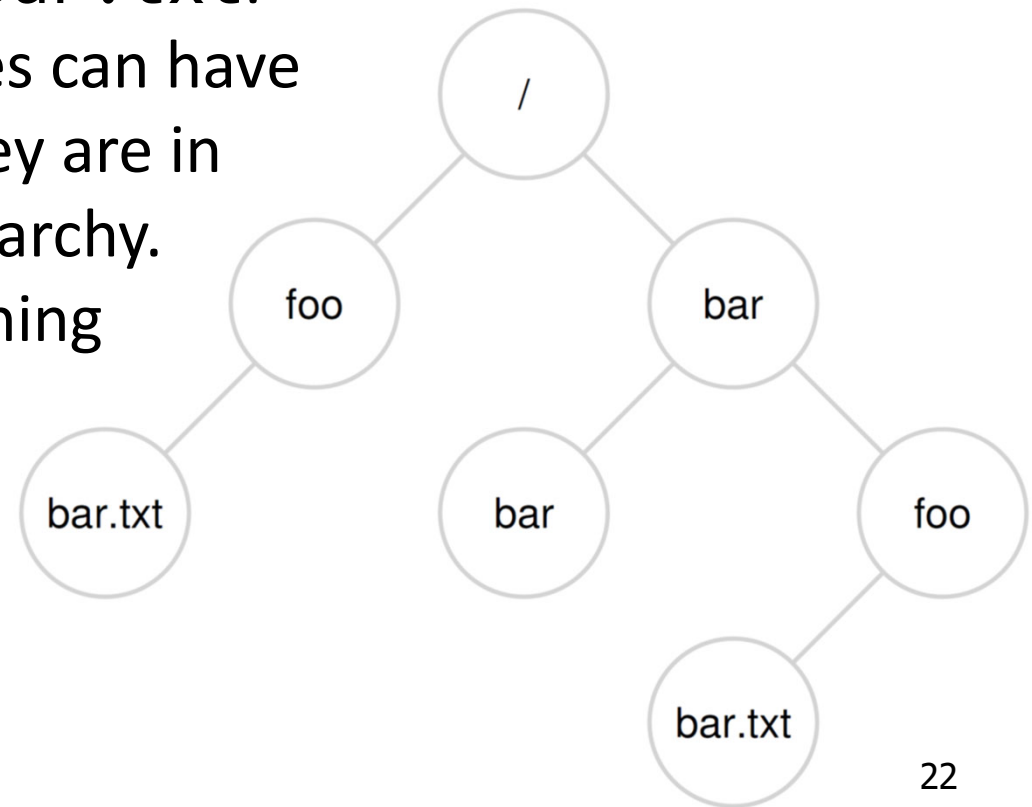 es can have
ey are in
archy.
ning
/
foo
bar
bar.txt
bar
foo
bar.txt
22